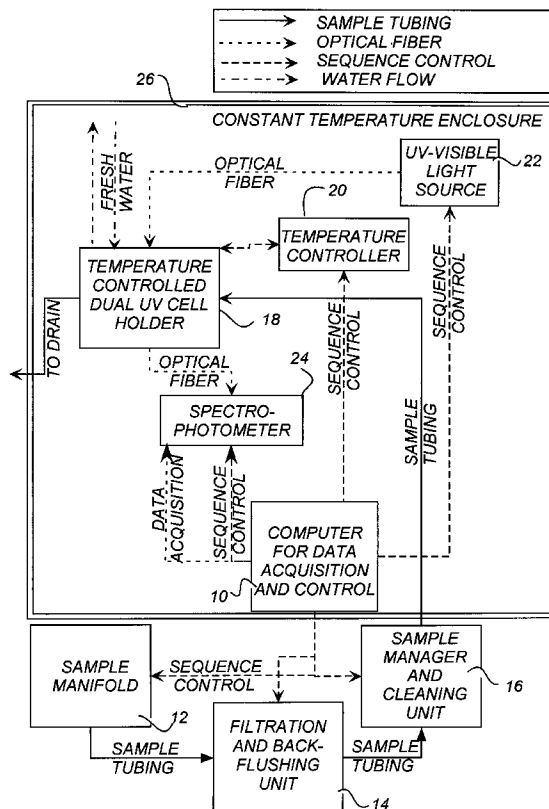 SAMPLE TUBING
OPTICAL FIBER
SEQUENCE CONTROL
WATER FLOW
26
CONSTANT TEMPERATURE ENCLOSURE
UV-VISIBLE
LIGHT
SOURCE
22
OPTICAL
FIBER
FRESH
WATER
20
TEMPERATURE
CONTROLLER
TEMPERATURE
CONTROLLED
DUAL UV CELL
HOLDER
18
SEQUENCE
CONTROL
SEQUENCE
CONTROL
TO DRAIN
OPTICAL
FIBER
24
SPECTRO-
PHOTOMETER
SAMPLE
TUBING
DATA
ACQUISITION
SEQUENCE
CONTROL
COMPUTER
FOR DATA
ACQUISITION
AND CONTROL
10
SAMPLE
MANIFOLD
12
SEQUENCE
CONTROL
SAMPLE
MANAGER
AND
CLEANING
UNIT
16
FILTRATION
AND BACK-
FLUSHING
UNIT
14
SAMPLE
TUBING
SAMPLE
TUBING